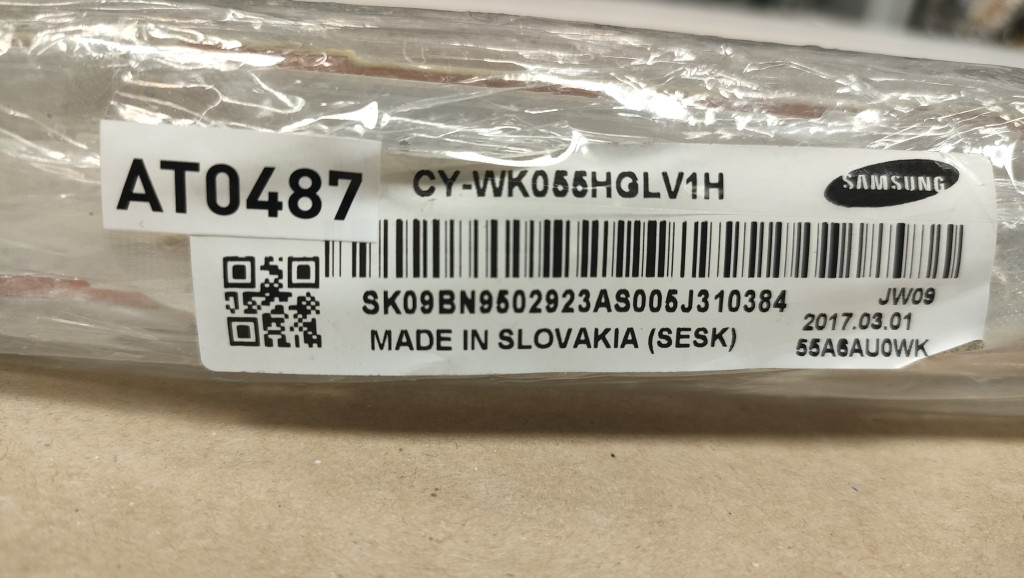 AT0487
CY-WK055HGLV1H
SAMSUNG
SK09BN9502923AS005J310384
JW09
2017.03.01
MADE IN SLOVAKIA (SESK)
55A6AU0WK